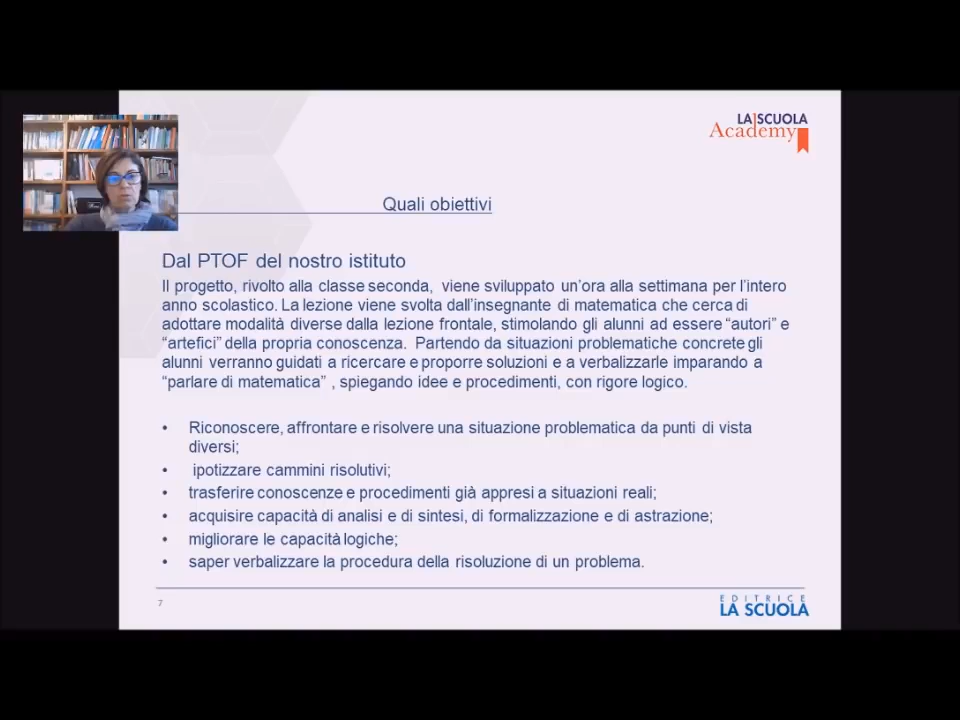 LA SCUOLA
Academy
Quali obiettivi
Dal PTOF del nostro istituto
Il progetto, rivolto alla classe seconda, viene sviluppato un'ora alla settimana per l'intero
anno scolastico. La lezione viene svolta dall'insegnante di matematica che cerca di
adottare modalità diverse dalla lezione frontale, stimolando gli alunni ad essere “autori” e
“artefici” della propria conoscenza. Partendo da situazioni problematiche concrete gli
alunni verranno guidati a ricercare e proporre soluzioni e a verbalizzarle imparando a
“parlare di matematica” , spiegando idee e procedimenti, con rigore logico.
• Riconoscere, affrontare e risolvere una situazione problematica da punti di vista
diversi;
• ipotizzare cammini risolutivi;
• trasferire conoscenze e procedimenti già appresi a situazioni reali;
• acquisire capacità di analisi e di sintesi, di formalizzazione e di astrazione;
• migliorare le capacità logiche;
• saper verbalizzare la procedura della risoluzione di un problema.
7
EDITRICE
LA SCUOLA